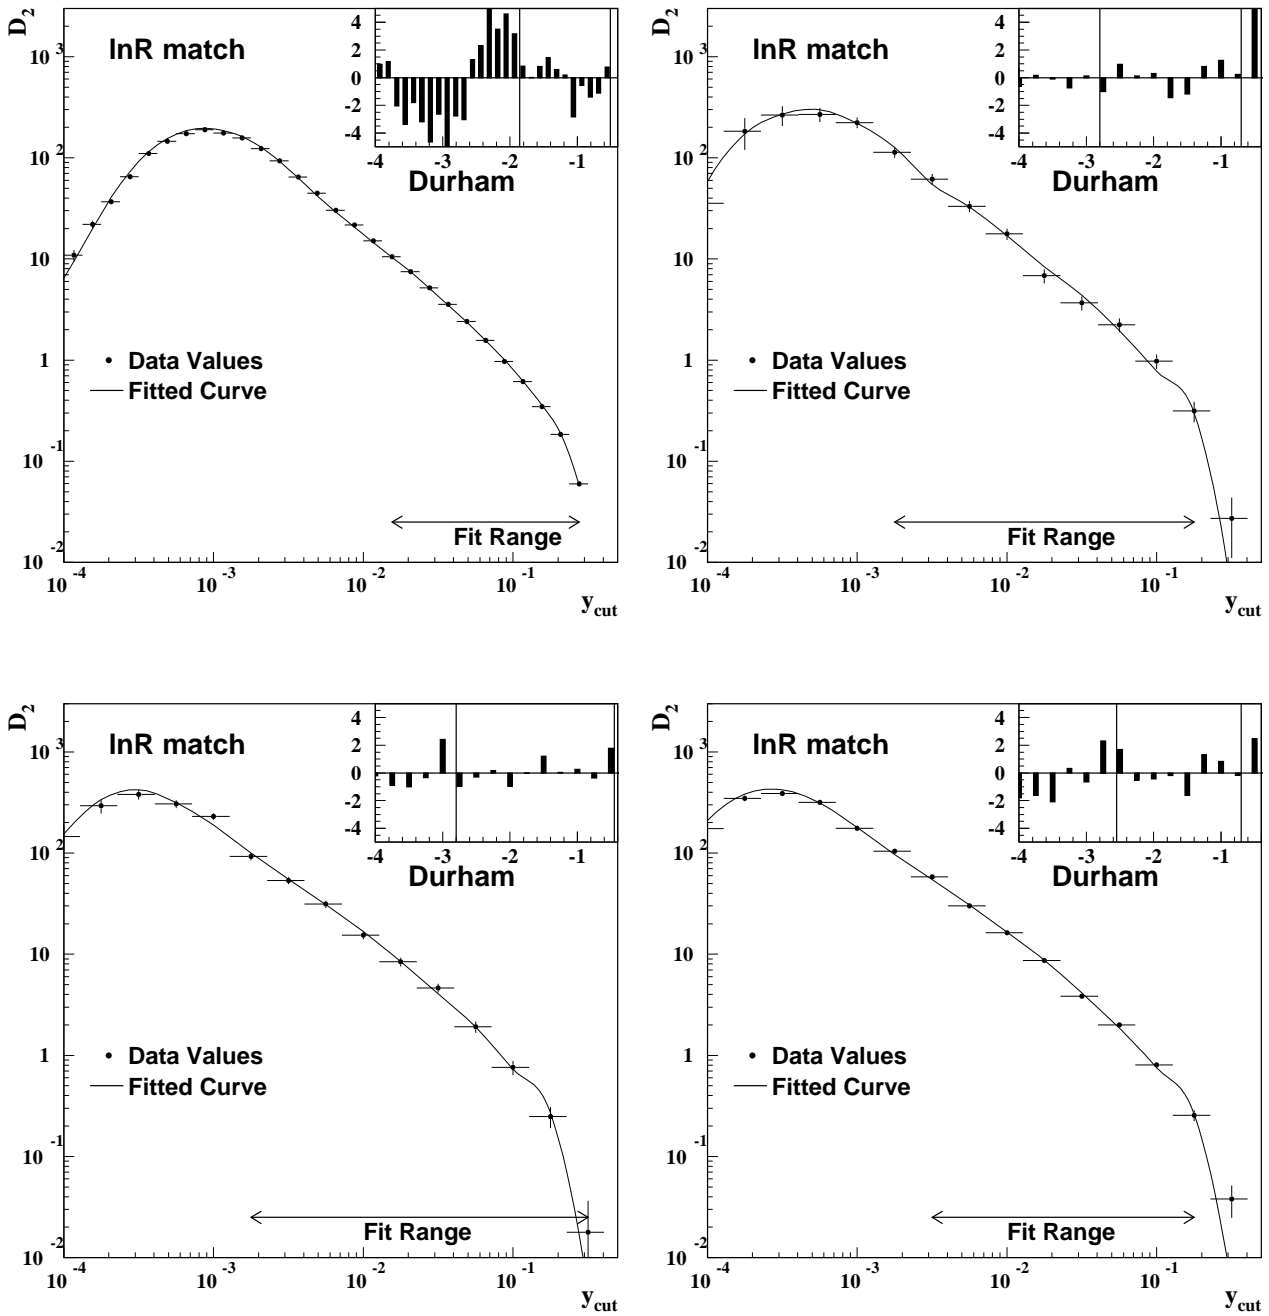 D2
lnR match
4
2
0
-2
-4
-4 -3 -2 -1
Durham
10 3
10 2
10
1
10 -1
10 -2
Data Values
Fitted Curve
Fit Range
10 -4 10 -3 10 -2 10 -1
ycut
D2
lnR match
4
2
0
-2
-4
-4 -3 -2 -1
Durham
10 3
10 2
10
1
10 -1
10 -2
Data Values
Fitted Curve
Fit Range
10 -4 10 -3 10 -2 10 -1
ycut
D2
lnR match
4
2
0
-2
-4
-4 -3 -2 -1
Durham
10 3
10 2
10
1
10 -1
10 -2
Data Values
Fitted Curve
Fit Range
10 -4 10 -3 10 -2 10 -1
ycut
D2
lnR match
4
2
0
-2
-4
-4 -3 -2 -1
Durham
10 3
10 2
10
1
10 -1
10 -2
Data Values
Fitted Curve
Fit Range
10 -4 10 -3 10 -2 10 -1
ycut